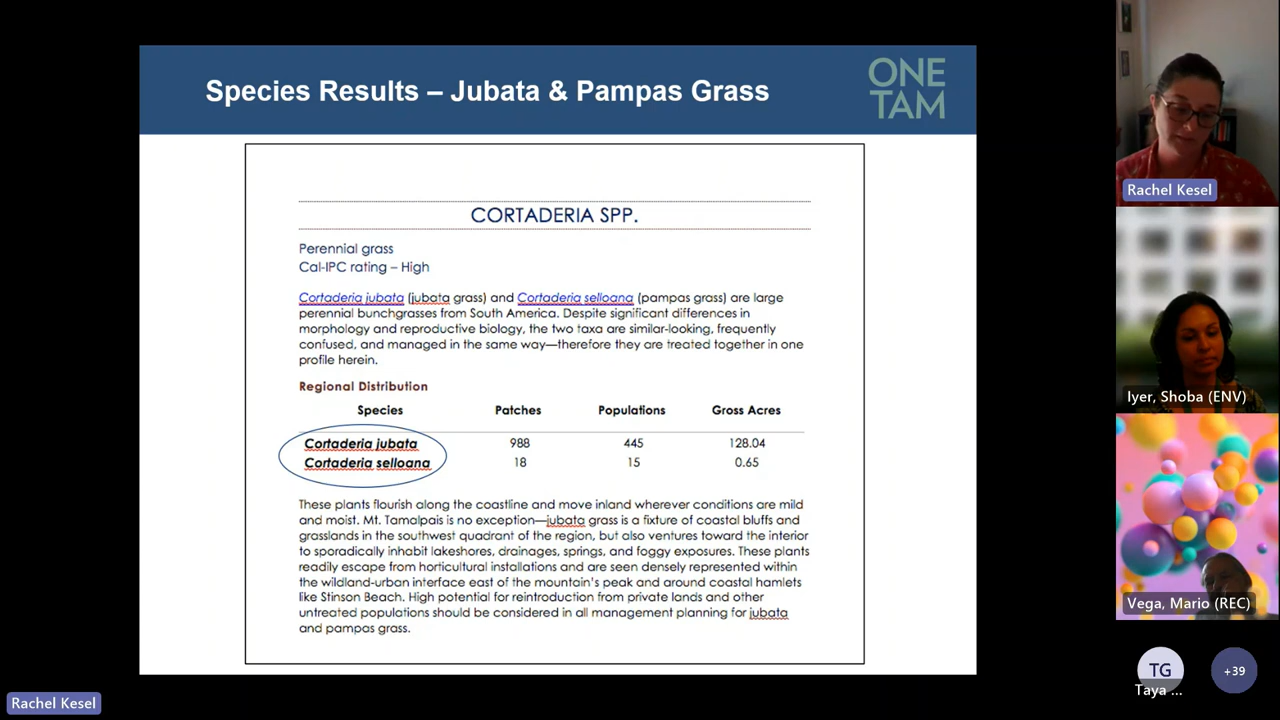 Species Results – Jubata & Pampas Grass
ONE
TAM
CORTADERIA SPP.
Perennial grass
Cal-IPC rating – High
Cortaderia jubata (jubata grass) and Cortaderia selloana (pampas grass) are large
perennial bunchgrasses from South America. Despite significant differences in
morphology and reproductive biology, the two taxa are similar-looking, frequently
confused, and managed in the same way—therefore they are treated together in one
profile herein.
Regional Distribution
Species Patches Populations Gross Acres
Cortaderia jubata 988 445 128.04
Cortaderia selloana 18 15 0.65
These plants flourish along the coastline and move inland wherever conditions are mild
and moist. Mt. Tamalpais is no exception—jubata grass is a fixture of coastal bluffs and
grasslands in the southwest quadrant of the region, but also ventures toward the interior
to sporadically inhabit lakeshores, drainages, springs, and foggy exposures. These plants
readily escape from horticultural installations and are seen densely represented within
the wildland-urban interface east of the mountain's peak and around coastal hamlets
like Stinson Beach. High potential for reintroduction from private lands and other
untreated populations should be considered in all management planning for jubata
and pampas grass.
Rachel Kesel
Iyer, Shoba (ENV)
Vega, Mario (REC)
TG
Taya ...
+39
Rachel Kesel